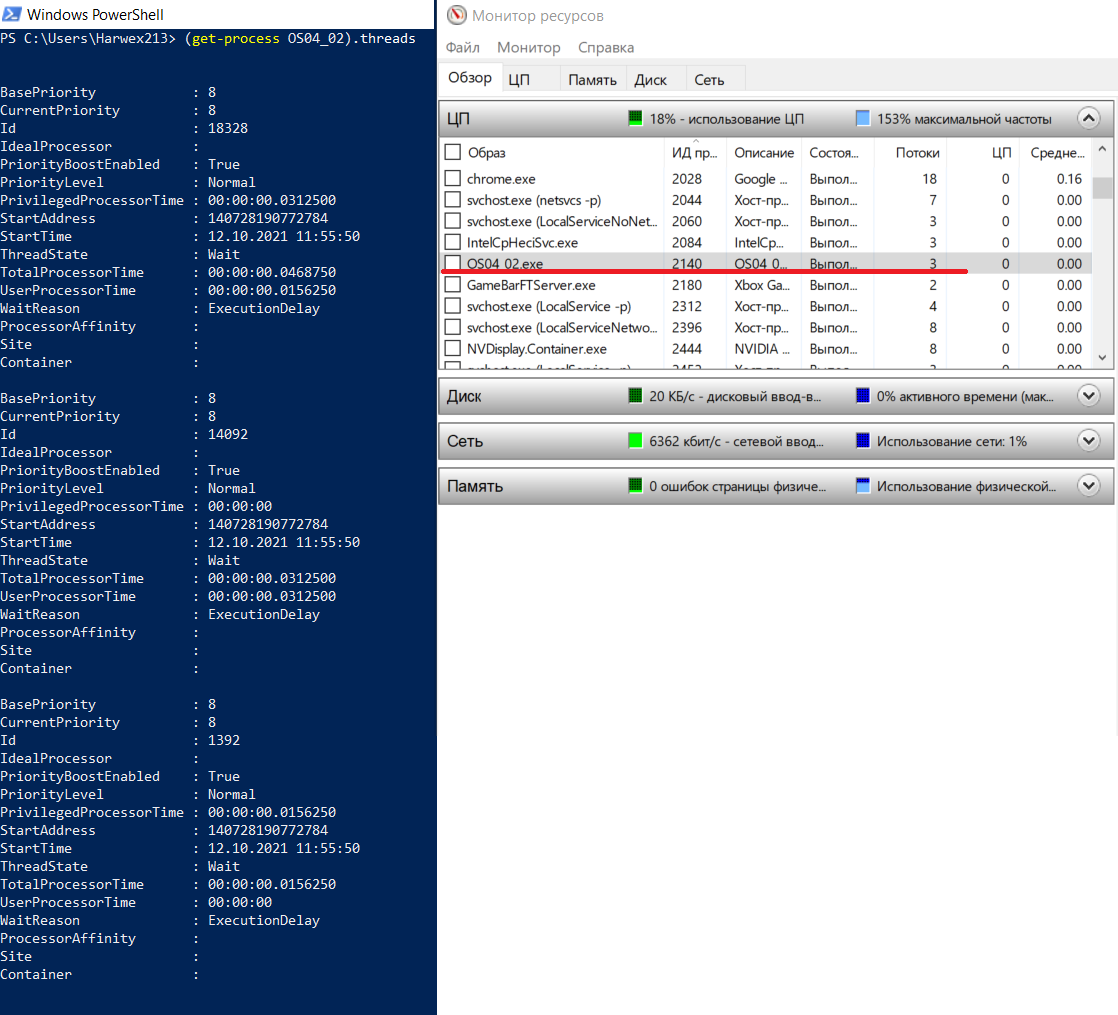 Windows PowerShell
PS C:\Users\Harwex213> (get-process OS04_02).threads
BasePriority : 8
CurrentPriority : 8
Id : 18328
IdealProcessor :
PriorityBoostEnabled : True
PriorityLevel : Normal
PrivilegedProcessorTime : 00:00:00.0312500
StartAddress : 140728190772784
StartTime : 12.10.2021 11:55:50
ThreadState : Wait
TotalProcessorTime : 00:00:00.0468750
UserProcessorTime : 00:00:00.0156250
WaitReason : ExecutionDelay
ProcessorAffinity :
Site :
Container :
BasePriority : 8
CurrentPriority : 8
Id : 14092
IdealProcessor :
PriorityBoostEnabled : True
PriorityLevel : Normal
PrivilegedProcessorTime : 00:00:00
StartAddress : 140728190772784
StartTime : 12.10.2021 11:55:50
ThreadState : Wait
TotalProcessorTime : 00:00:00.0312500
UserProcessorTime : 00:00:00.0312500
WaitReason : ExecutionDelay
ProcessorAffinity :
Site :
Container :
BasePriority : 8
CurrentPriority : 8
Id : 1392
IdealProcessor :
PriorityBoostEnabled : True
PriorityLevel : Normal
PrivilegedProcessorTime : 00:00:00.0156250
StartAddress : 140728190772784
StartTime : 12.10.2021 11:55:50
ThreadState : Wait
TotalProcessorTime : 00:00:00.0156250
UserProcessorTime : 00:00:00
WaitReason : ExecutionDelay
ProcessorAffinity :
Site :
Container :
Монитор ресурсов
Файл Монитор Справка
Обзор ЦП Память Диск Сеть
ЦП 18% - использование ЦП 153% максимальной частоты
Образ ИД пр... Описание Состоя... Потоки ЦП Средне...
chrome.exe 2028 Google ... Выпол... 18 0 0.16
svchost.exe (netsvcs -p) 2044 Хост-пр... Выпол... 7 0 0.00
svchost.exe (LocalServiceNoNet... 2060 Хост-пр... Выпол... 3 0 0.00
IntelCpHeciSvc.exe 2084 IntelCp... Выпол... 3 0 0.00
OS04_02.exe 2140 OS04_0... Выпол... 3 0 0.00
GameBarFTServer.exe 2180 Xbox Ga... Выпол... 2 0 0.00
svchost.exe (LocalService -p) 2312 Хост-пр... Выпол... 4 0 0.00
svchost.exe (LocalServiceNetwo... 2396 Хост-пр... Выпол... 8 0 0.00
NVDisplay.Container.exe 2444 NVIDIA ... Выпол... 8 0 0.00
Диск 20 КБ/с - дисковый ввод-в... 0% активного времени (мак...
Сеть 6362 кбит/с - сетевой ввод... Использование сети: 1%
Память 0 ошибок страницы физиче... Использование физической...